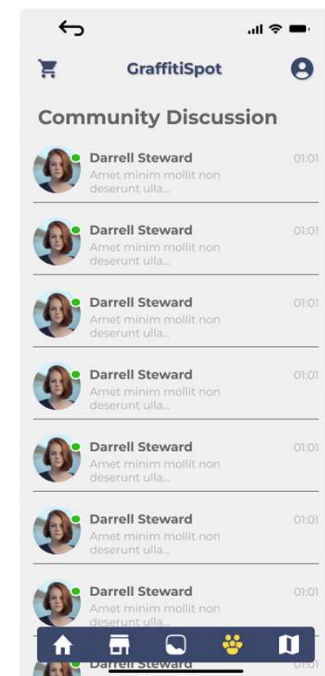 GraffitiSpot
Community Discussion
Darrell Steward 01:01
Amet minim mollit non
deserunt ulla...
Darrell Steward 01:01
Amet minim mollit non
deserunt ulla...
Darrell Steward 01:01
Amet minim mollit non
deserunt ulla...
Darrell Steward 01:01
Amet minim mollit non
deserunt ulla...
Darrell Steward 01:01
Amet minim mollit non
deserunt ulla...
Darrell Steward 01:01
Amet minim mollit non
deserunt ulla...
Darrell Steward 01:01
Amet minim mollit non
deserunt ulla...
Darrell Steward 01:01